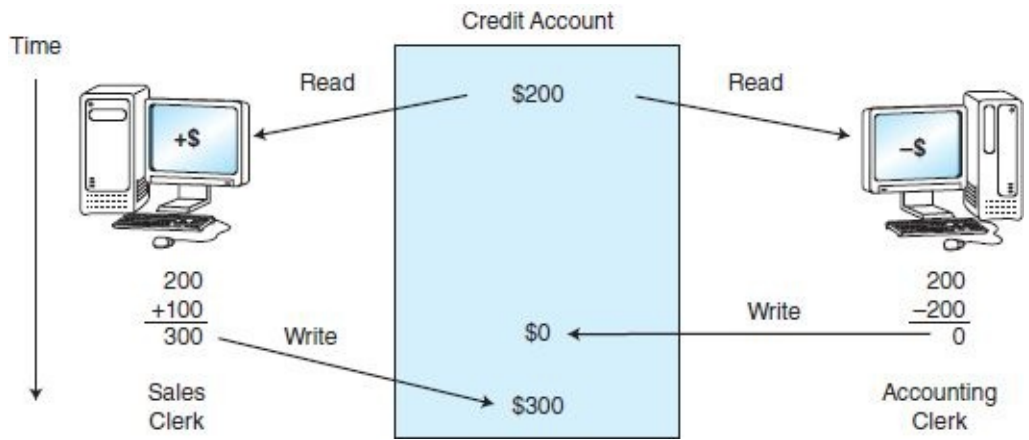 Credit Account
Time
Read
$200
Read
+$
–$
200
+100
300
Write
$0
Write
200
–200
0
$300
Sales
Clerk
Accounting
Clerk